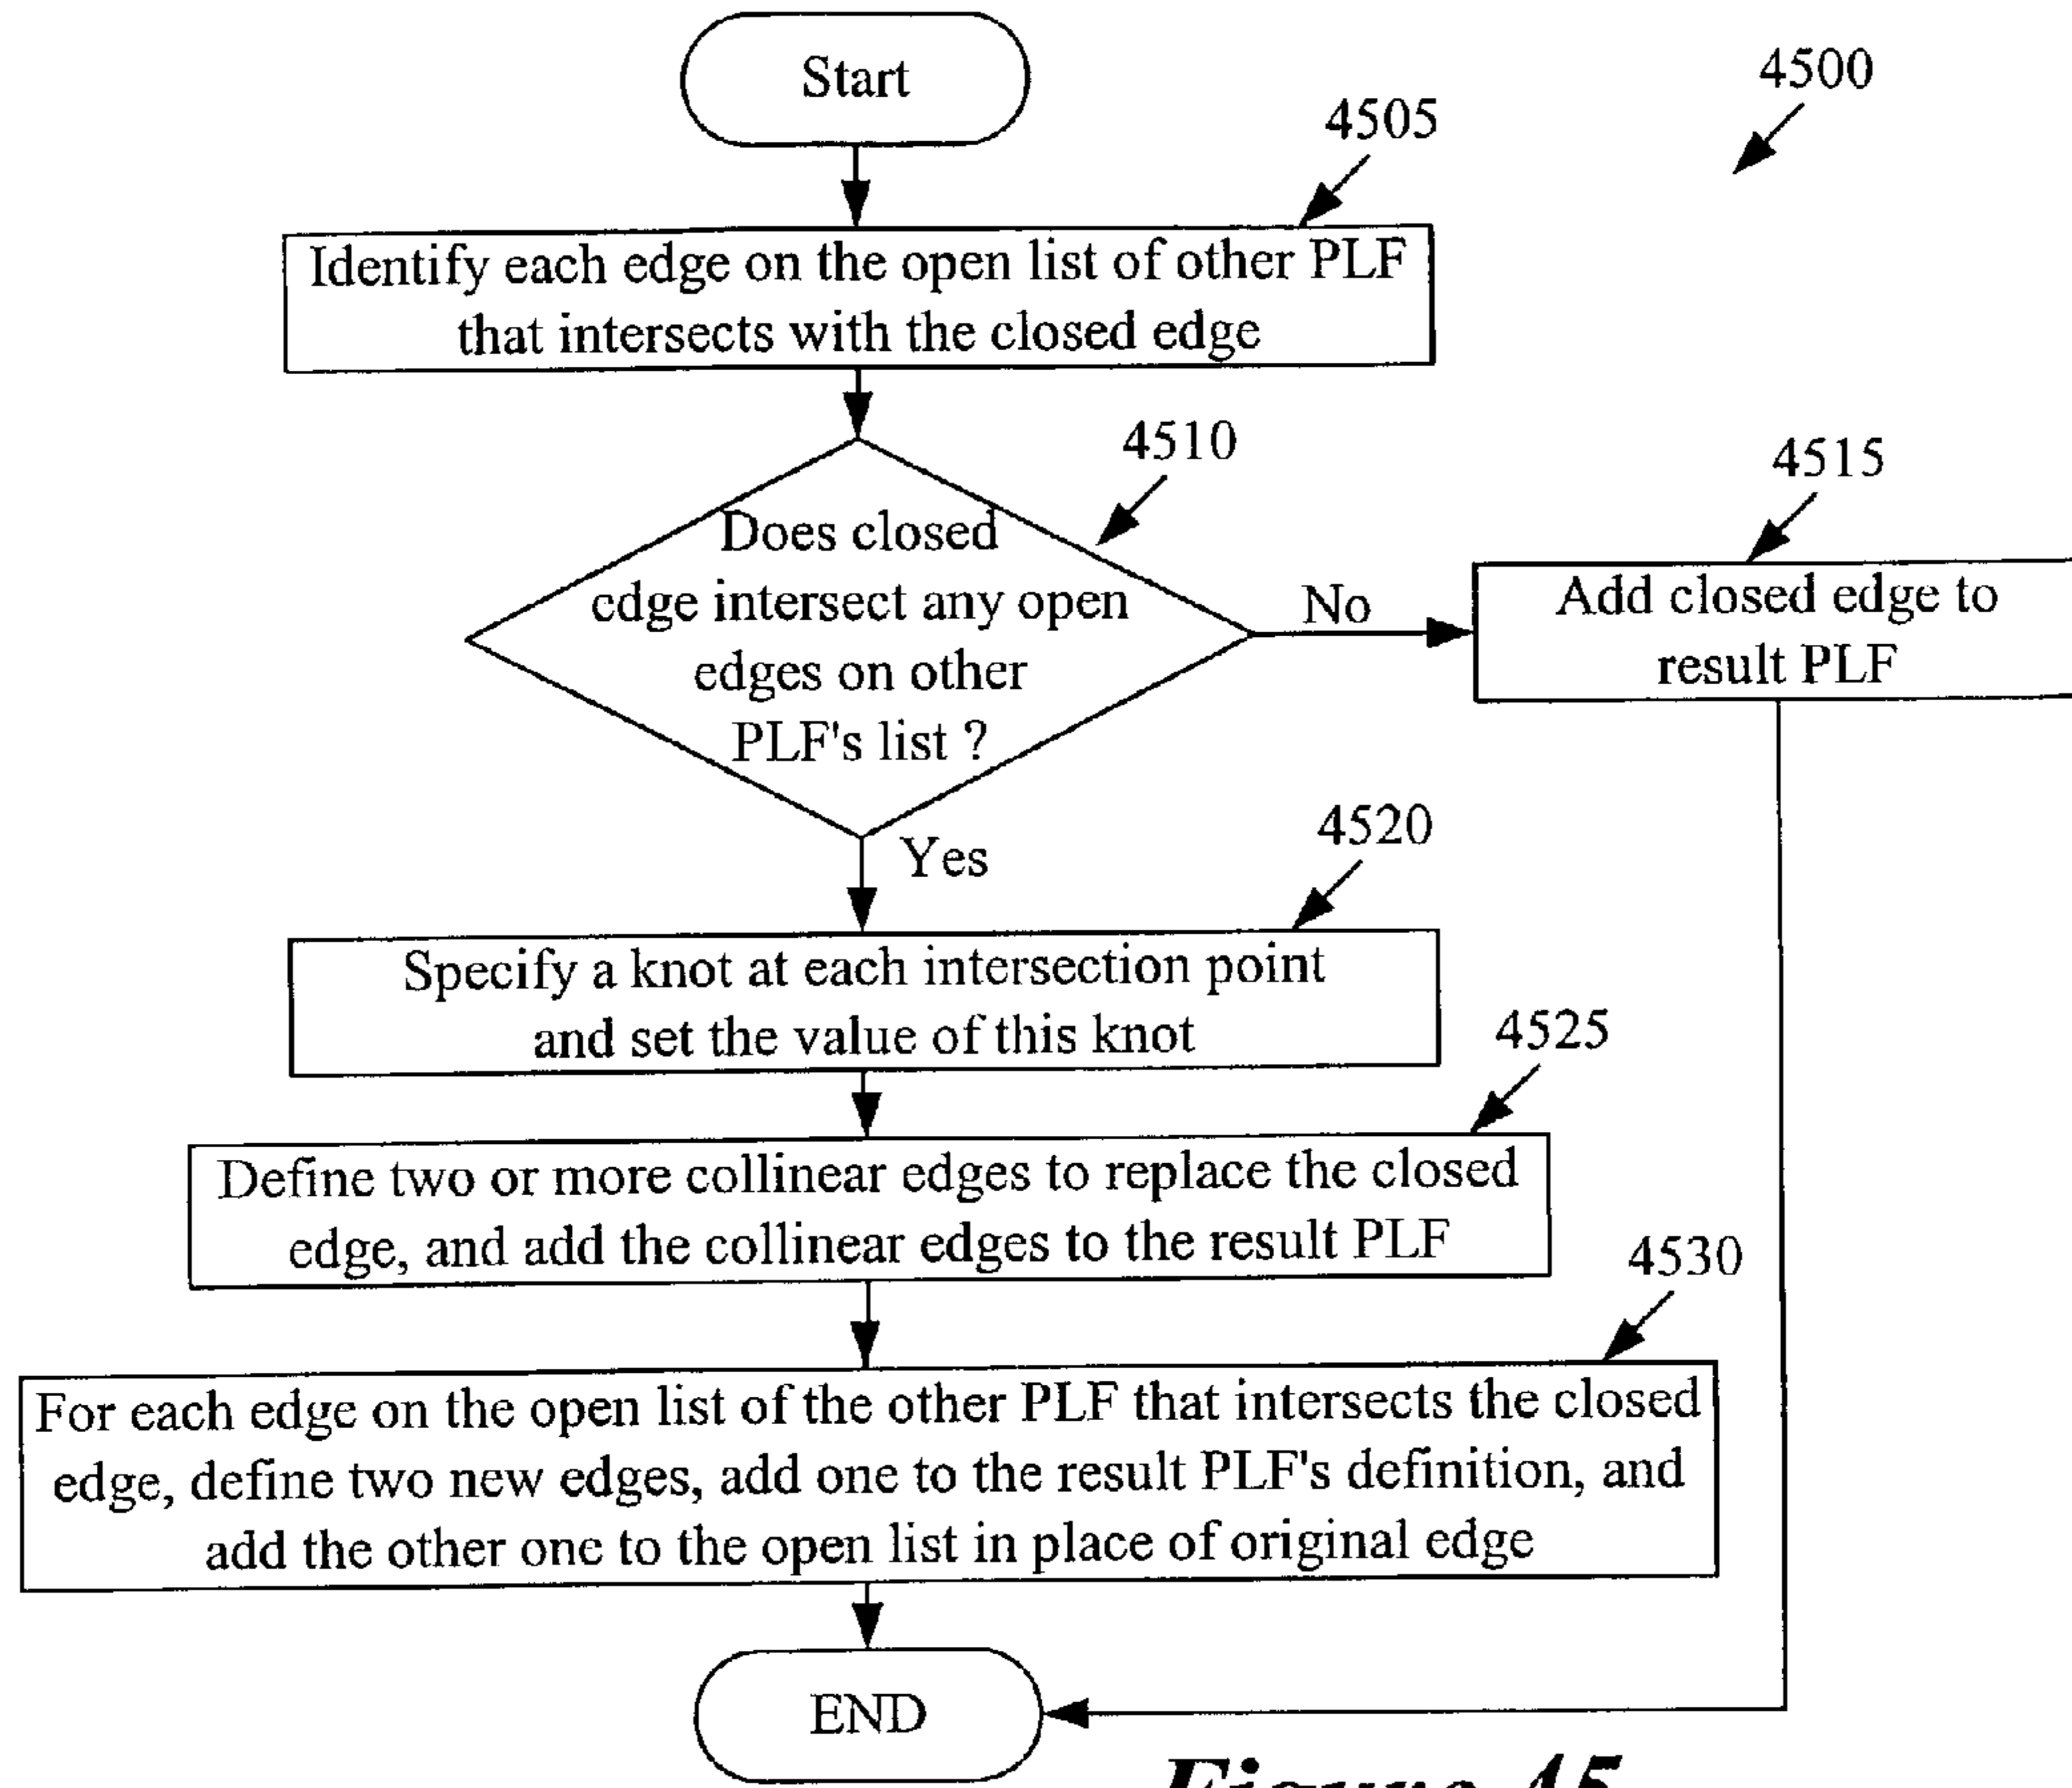 Start
4500
4505
Identify each edge on the open list of other PLF
that intersects with the closed edge
4510
Does closed
edge intersect any open
edges on other
PLF's list ?
No
4515
Add closed edge to
result PLF
Yes
4520
Specify a knot at each intersection point
and set the value of this knot
4525
Define two or more collinear edges to replace the closed
edge, and add the collinear edges to the result PLF
4530
For each edge on the open list of the other PLF that intersects the closed
edge, define two new edges, add one to the result PLF's definition, and
add the other one to the open list in place of original edge
END
Figure 45